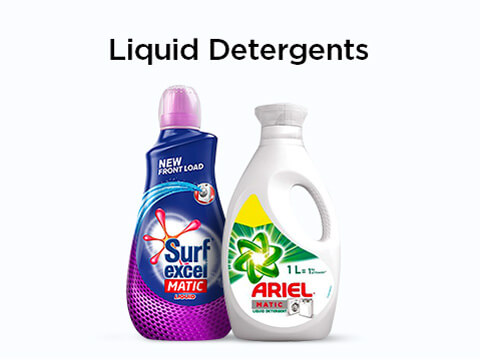 Liquid Detergents
NEW
FRONT LOAD
Surf
excel
MATIC
LIQUID
1 L=
ARIEL
MATIC
LIQUID DETERGENT